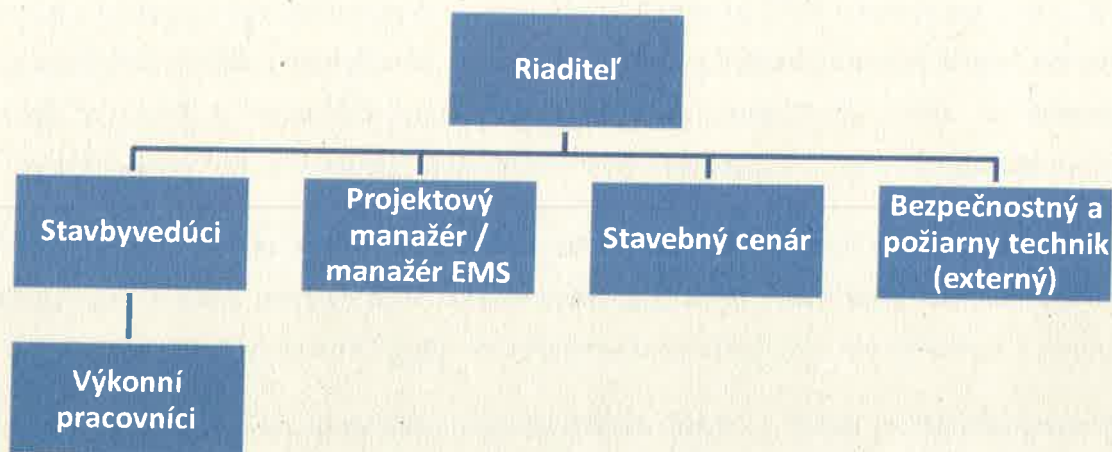 Riaditeľ
Stavbyvedúci
Projektový
manažér /
manažér EMS
Stavebný cenár
Bezpečnostný a
požiarny technik
(externý)
Výkonní
pracovníci